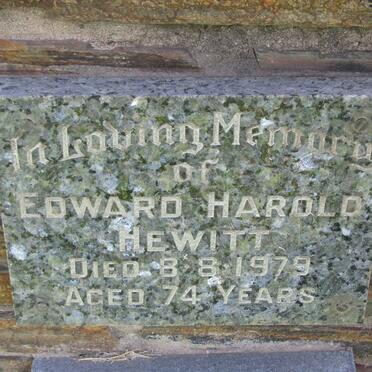 In Loving Memory
of
EDWARD HAROLD
HEWITT
DIED 8.8.1979
AGED 74 YEARS